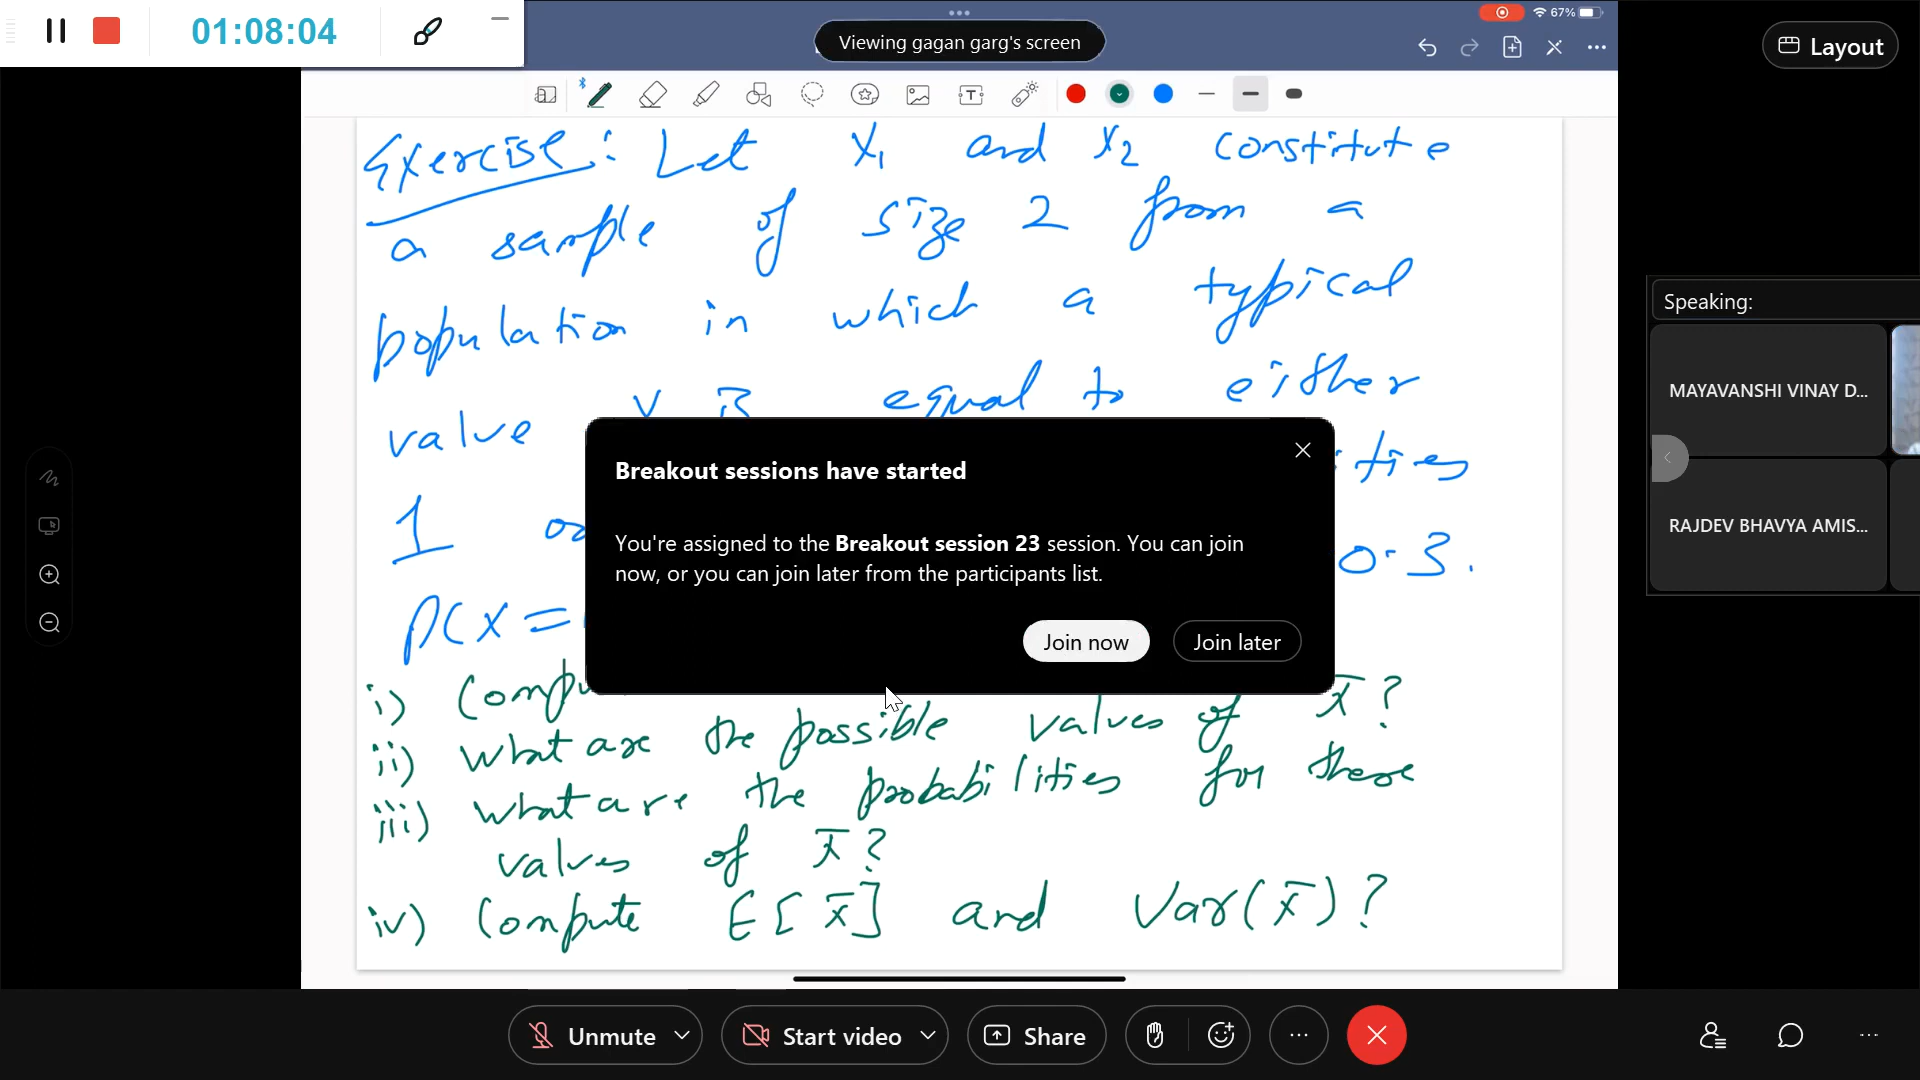 01:08:04
Viewing gagan garg's screen
67%
Layout
Exercise: Let X1 and X2 constitute
a sample of size 2 from a
population in which a typical
value X is equal to either
1
P(X=
0.3.
Speaking:
MAYAVANSHI VINAY D...
RAJDEV BHAVYA AMIS...
Breakout sessions have started
You're assigned to the Breakout session 23 session. You can join
now, or you can join later from the participants list.
Join now Join later
i) X̄?
ii) What are the possible values of
iii) What are the probabilities for these
values of X̄?
iv) Compute E[X̄] and Var(X̄)?
Unmute
Start video
Share